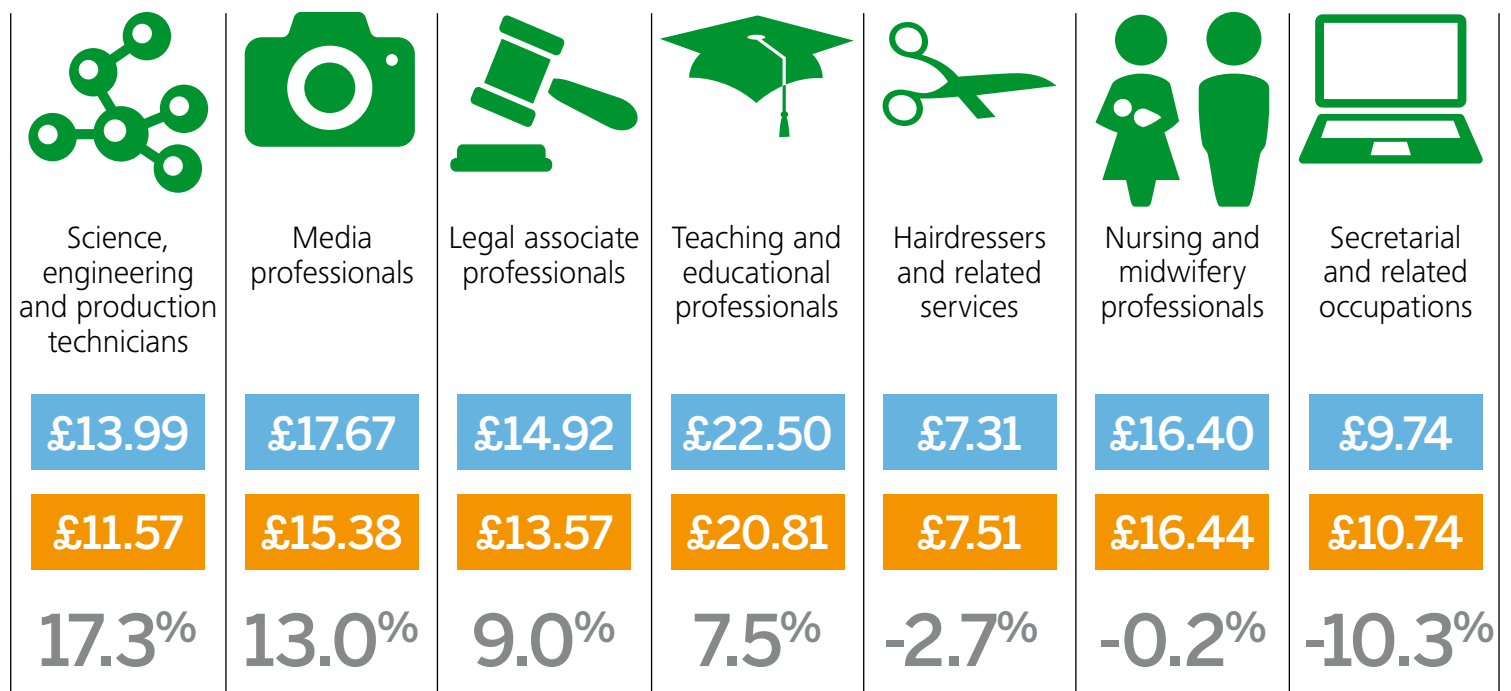 Science,
engineering
and production
technicians
£13.99
£11.57
17.3%
Media
professionals
£17.67
£15.38
13.0%
Legal associate
professionals
£14.92
£13.57
9.0%
Teaching and
educational
professionals
£22.50
£20.81
7.5%
Hairdressers
and related
services
£7.31
£7.51
-2.7%
Nursing and
midwifery
professionals
£16.40
£16.44
-0.2%
Secretarial
and related
occupations
£9.74
£10.74
-10.3%